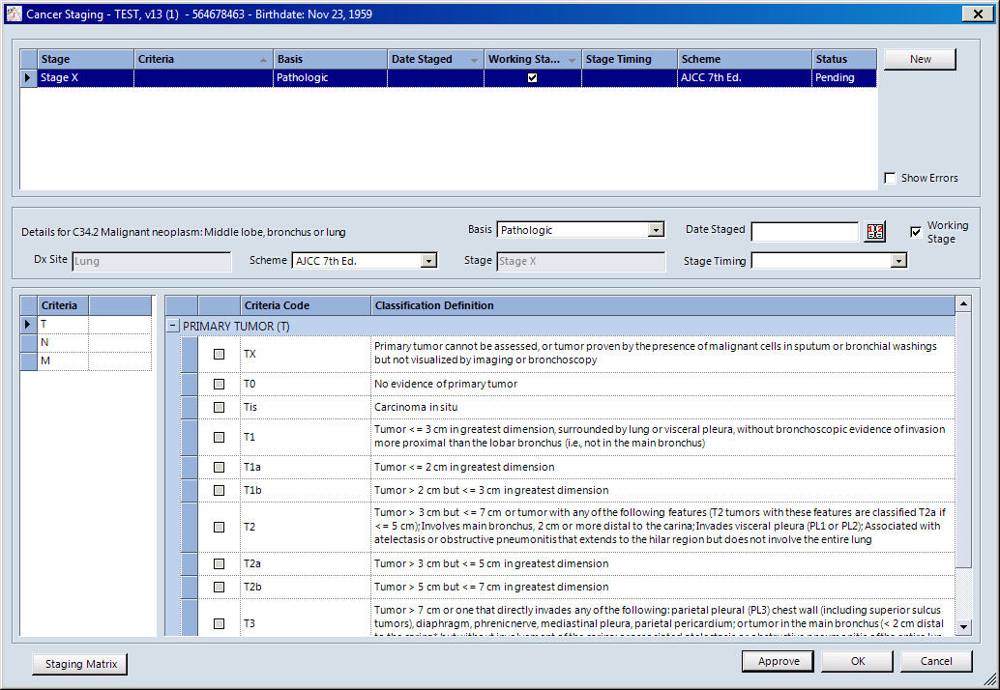 Cancer Staging - TEST, v13 (1)  - 564678463 - Birthdate: Nov 23, 1959
Stage Criteria Basis Date Staged Working Sta... Stage Timing Scheme Status
Stage X Pathologic AJCC 7th Ed. Pending
New
Show Errors
Details for C34.2 Malignant neoplasm: Middle lobe, bronchus or lung
Basis Pathologic
Date Staged
Working
Stage
Dx Site Lung
Scheme AJCC 7th Ed.
Stage Stage X
Stage Timing
Criteria
T
N
M
Criteria Code Classification Definition
PRIMARY TUMOR (T)
TX
Primary tumor cannot be assessed, or tumor proven by the presence of malignant cells in sputum or bronchial washings
but not visualized by imaging or bronchoscopy
T0 No evidence of primary tumor
Tis Carcinoma in situ
T1
Tumor <= 3 cm in greatest dimension, surrounded by lung or visceral pleura, without bronchoscopic evidence of invasion
more proximal than the lobar bronchus (i.e., not in the main bronchus)
T1a Tumor <= 2 cm in greatest dimension
T1b Tumor > 2 cm but <= 3 cm in greatest dimension
T2
Tumor > 3 cm but <= 7 cm or tumor with any of the following features (T2 tumors with these features are classified T2a if
<= 5 cm); Involves main bronchus, 2 cm or more distal to the carina; Invades visceral pleura (PL1 or PL2); Associated with
atelectasis or obstructive pneumonitis that extends to the hilar region but does not involve the entire lung
T2a Tumor > 3 cm but <= 5 cm in greatest dimension
T2b Tumor > 5 cm but <= 7 cm in greatest dimension
T3
Tumor > 7 cm or one that directly invades any of the following: parietal pleural (PL3) chest wall (including superior sulcus
tumors), diaphragm, phrenic nerve, mediastinal pleura, parietal pericardium; or tumor in the main bronchus (< 2 cm distal
Staging Matrix
Approve
OK
Cancel